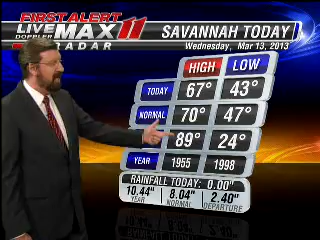 FIRST ALERT
LIVE MAX 11
DOPPLER
RADAR
SAVANNAH TODAY
Wednesday, Mar 13, 2013
HIGH LOW
TODAY 67° 43°
NORMAL 70° 47°
89° 24°
YEAR 1955 1998
RAINFALL TODAY: 0.00"
10.44" 8.04" 2.40"
YEAR NORMAL DEPARTURE